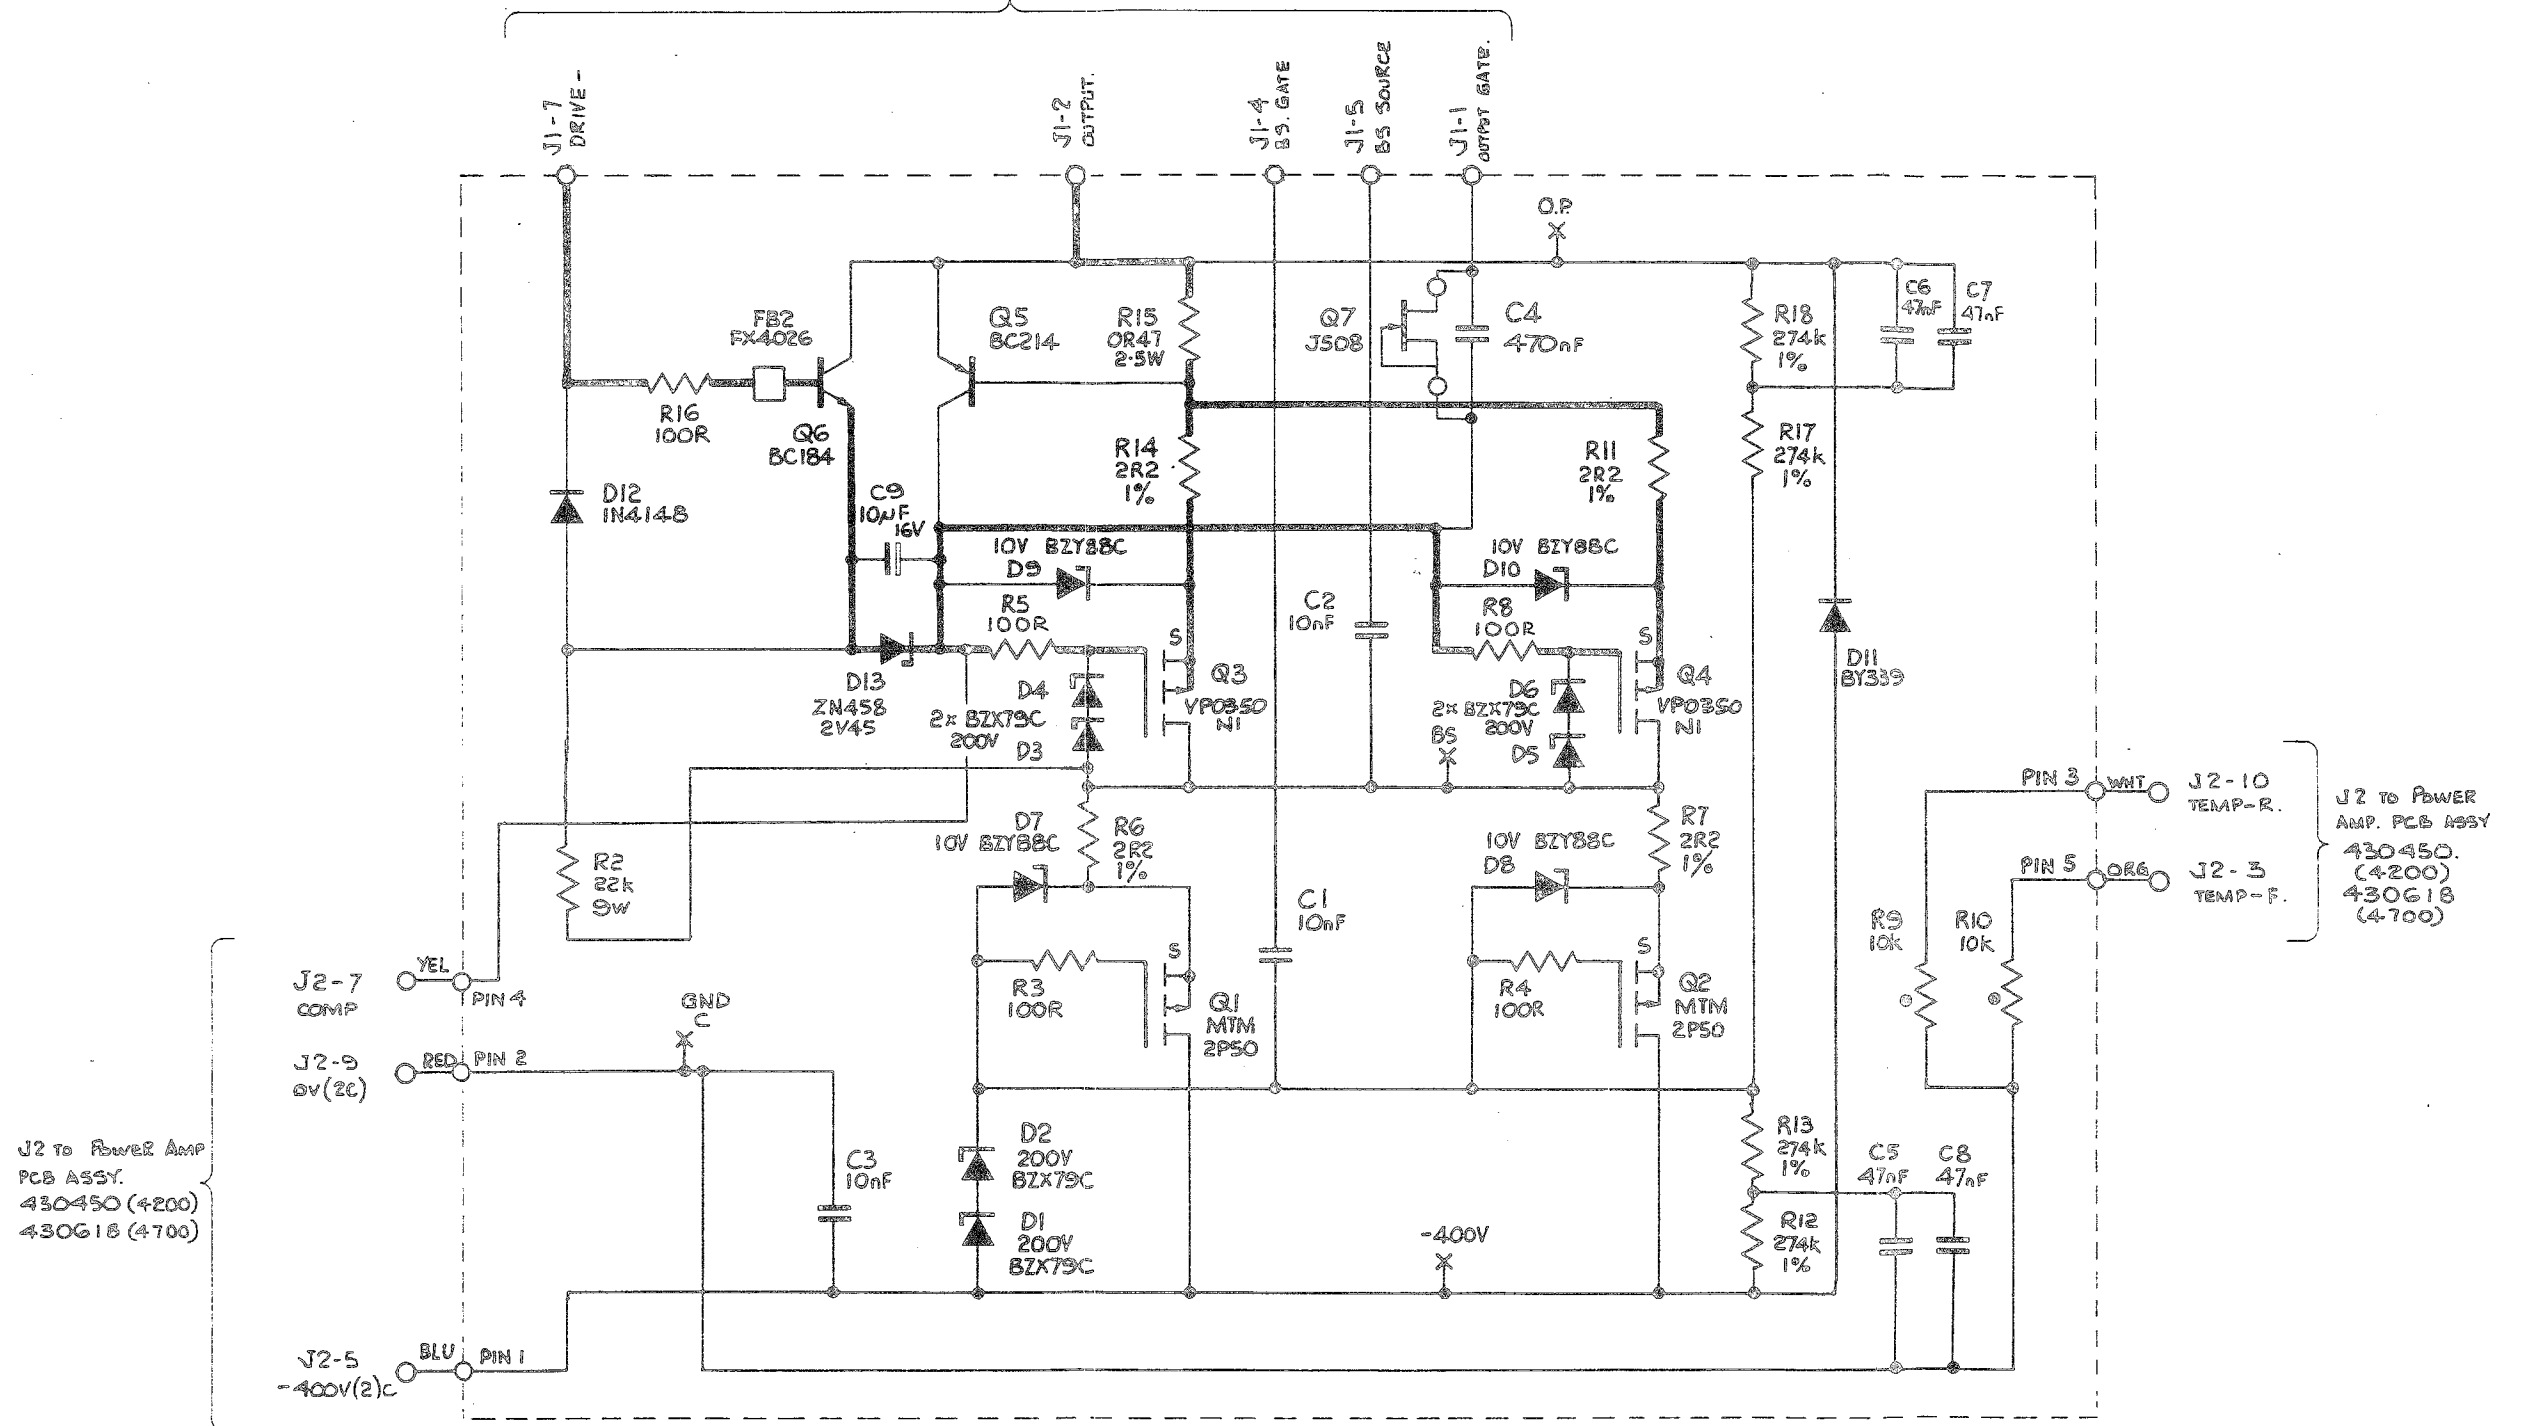 J1-7
DRIVE-
J1-2
OUTPUT.
J1-4
BS. GATE
J1-5
BS SOURCE
J1-1
OUTPUT GATE.
O.P.
FB2
FX4026
R16
100R
Q6
BC184
Q5
BC214
R15
0R47
2.5W
Q7
J508
C4
470nF
R18
274k
1%
C6
47nF
C7
47nF
R17
274k
1%
R14
2R2
1%
R11
2R2
1%
D12
1N4148
C9
10µF
16V
10V BZY88C
D9
R5
100R
10V BZY88C
D10
R8
100R
C2
10nF
D13
ZN458
2V45
D4
2x BZX79C
200V
D3
S
Q3
VP0350
N1
D6
2x BZX79C
200V
D5
BS
S
Q4
VP0350
N1
D11
BY339
D7
10V BZY88C
R6
2R2
1%
10V BZY88C
D8
R7
2R2
1%
R2
22k
9W
C1
10nF
R3
100R
S
Q1
MTM
2P50
R4
100R
S
Q2
MTM
2P50
PIN 3
WHT
J2-10
TEMP-R.
PIN 5
ORG
J2-3
TEMP-F.
J2 TO POWER
AMP. PCB ASSY
430450.
(4200)
430618
(4700)
R9
10k
R10
10k
J2-7
COMP
YEL
PIN 4
GND
C
J2-9
0V(2C)
RED
PIN 2
J2 TO POWER AMP
PCB ASSY.
430450 (4200)
430618 (4700)
C3
10nF
D2
200V
BZX79C
D1
200V
BZX79C
-400V
R13
274k
1%
R12
274k
1%
C5
47nF
C8
47nF
J2-5
-400V(2)C
BLU
PIN 1